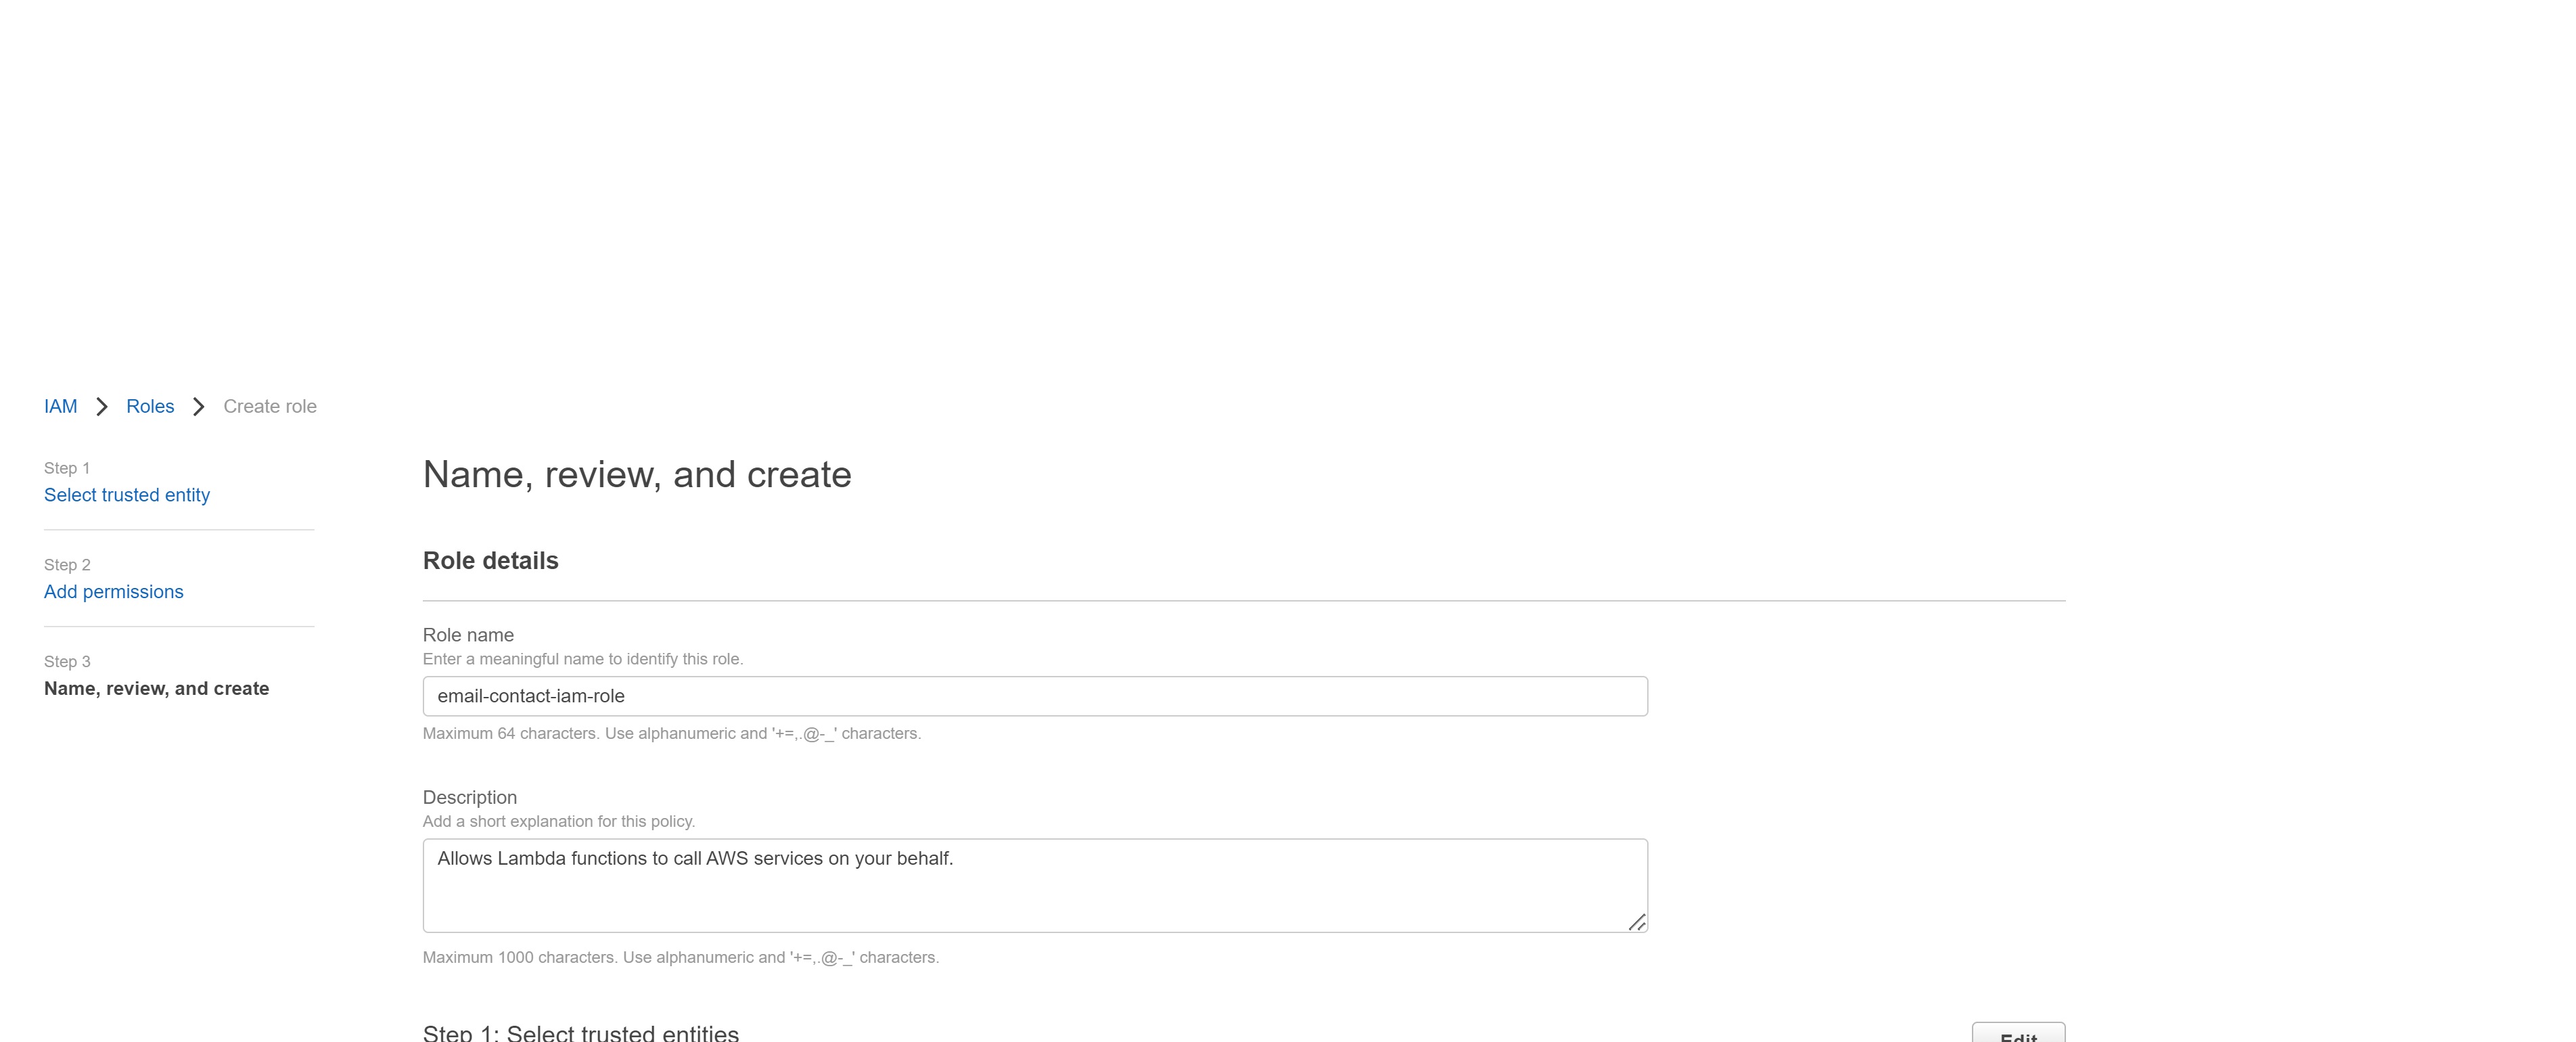 IAM > Roles > Create role
Step 1
Select trusted entity
Step 2
Add permissions
Step 3
Name, review, and create
Name, review, and create
Role details
Role name
Enter a meaningful name to identify this role.
email-contact-iam-role
Maximum 64 characters. Use alphanumeric and '+=,.@-_' characters.
Description
Add a short explanation for this policy.
Allows Lambda functions to call AWS services on your behalf.
Maximum 1000 characters. Use alphanumeric and '+=,.@-_' characters.
Step 1: Select trusted entities
Edit